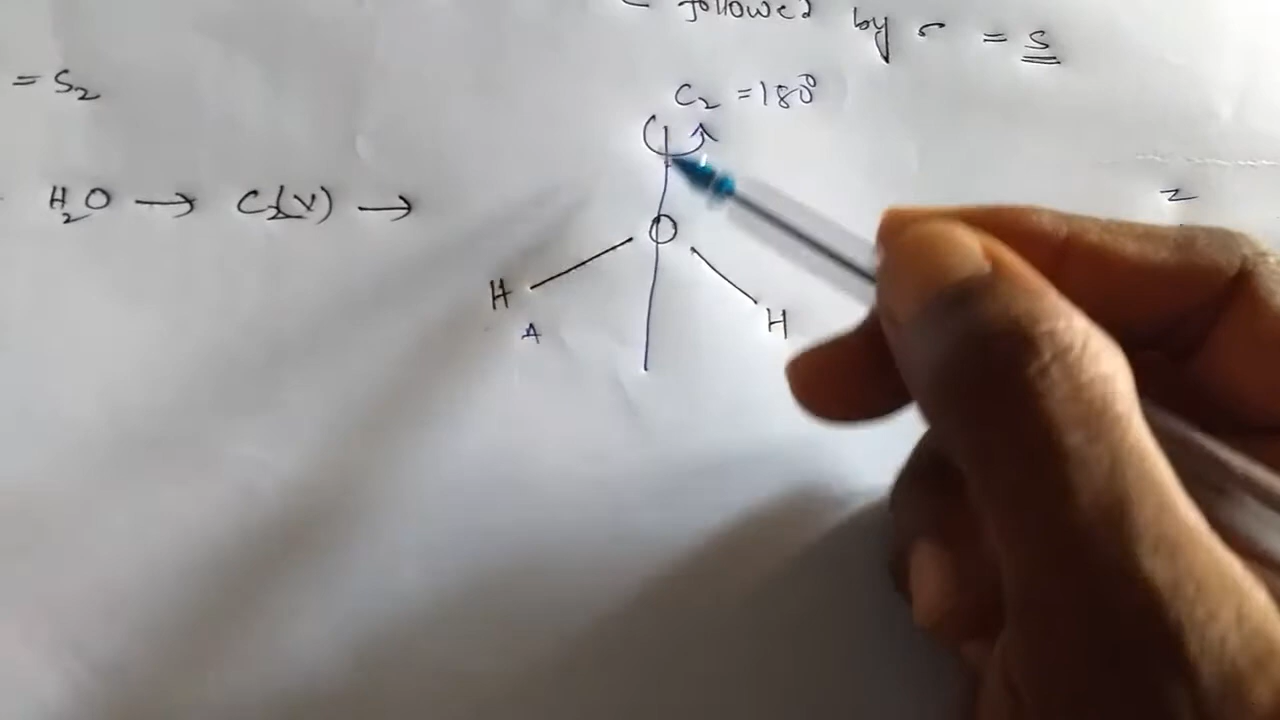 followed by σ = S
= S₂
C₂ = 180°
H₂O → C₂(V) →
O
H H
A
z